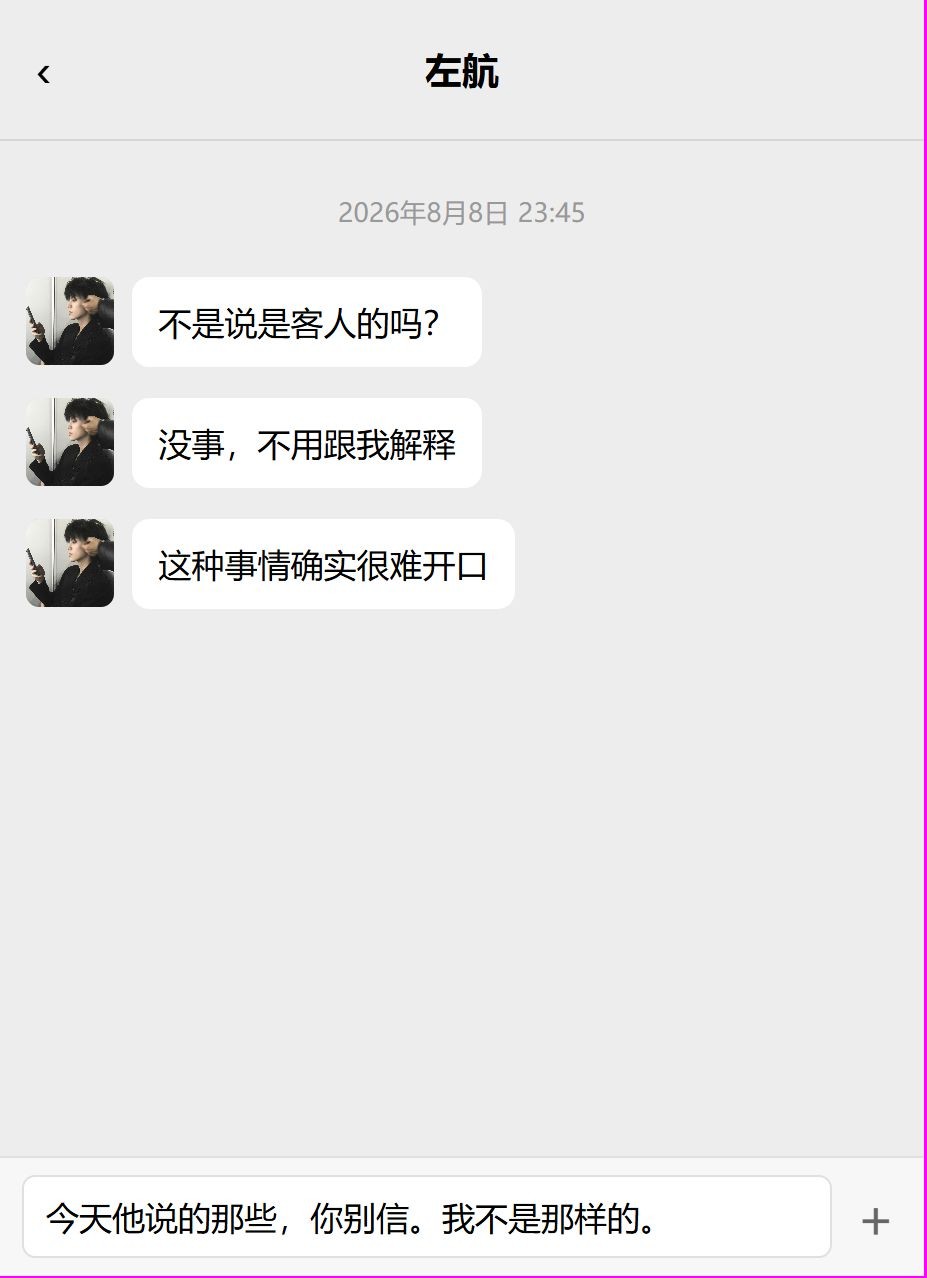 左航
2026年8月8日 23:45
不是说是客人的吗？
没事，不用跟我解释
这种事情确实很难开口
今天他说的那些，你别信。我不是那样的。